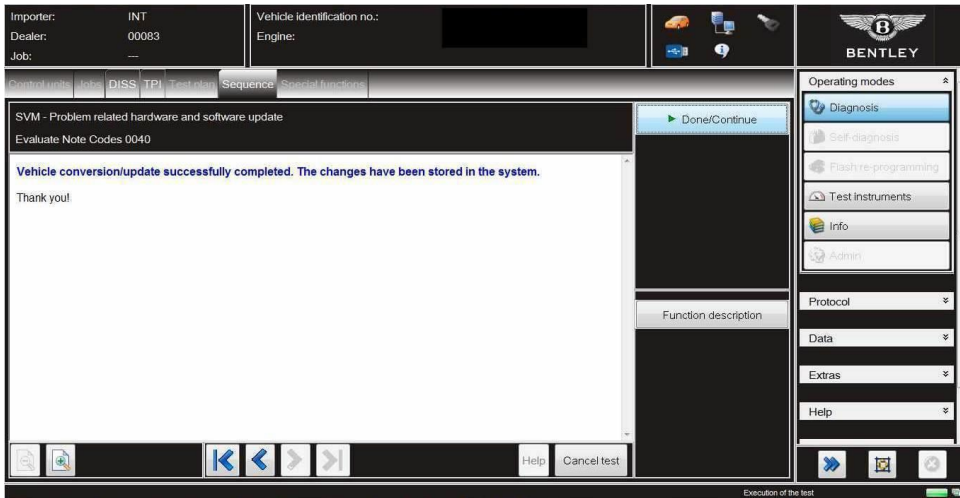 Importer: INT
Dealer: 00083
Job: ---
Vehicle identification no.:
Engine:
B
BENTLEY
Control units Jobs DISS TPI Test plan Sequence Special functions
SVM - Problem related hardware and software update
Evaluate Note Codes 0040
Vehicle conversion/update successfully completed. The changes have been stored in the system.
Thank you!
Done/Continue
Function description
Help
Cancel test
Operating modes
Diagnosis
Self-diagnosis
Flash re-programming
Test instruments
Info
Admin
Protocol
Data
Extras
Help
Execution of the test